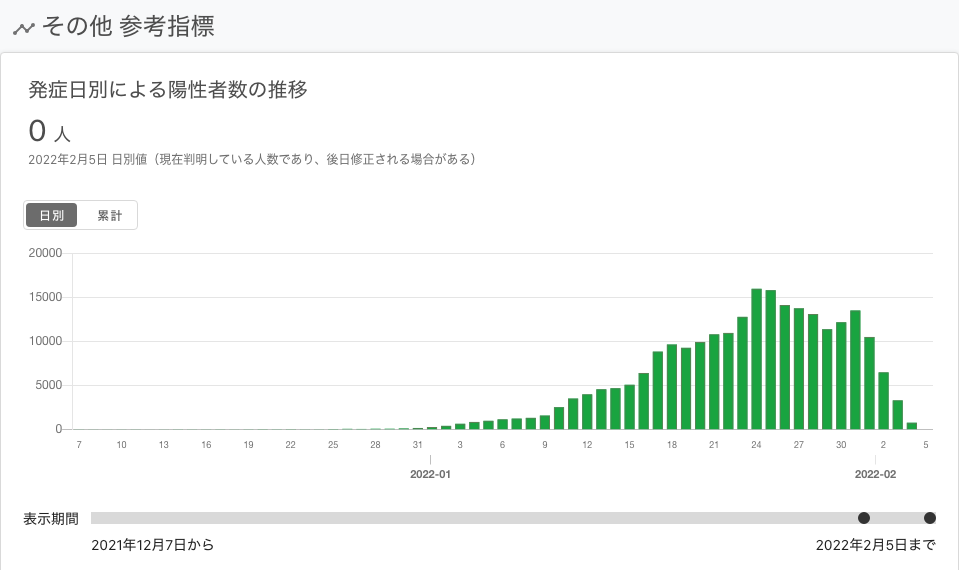 その他 参考指標
発症日別による陽性者数の推移
0 人
2022年2月5日 日別値（現在判明している人数であり、後日修正される場合がある）
日別 累計
20000
15000
10000
5000
0
7 10 13 16 19 22 25 28 31 3 6 9 12 15 18 21 24 27 30 2 5
2022-01 2022-02
表示期間
2021年12月7日から 2022年2月5日まで